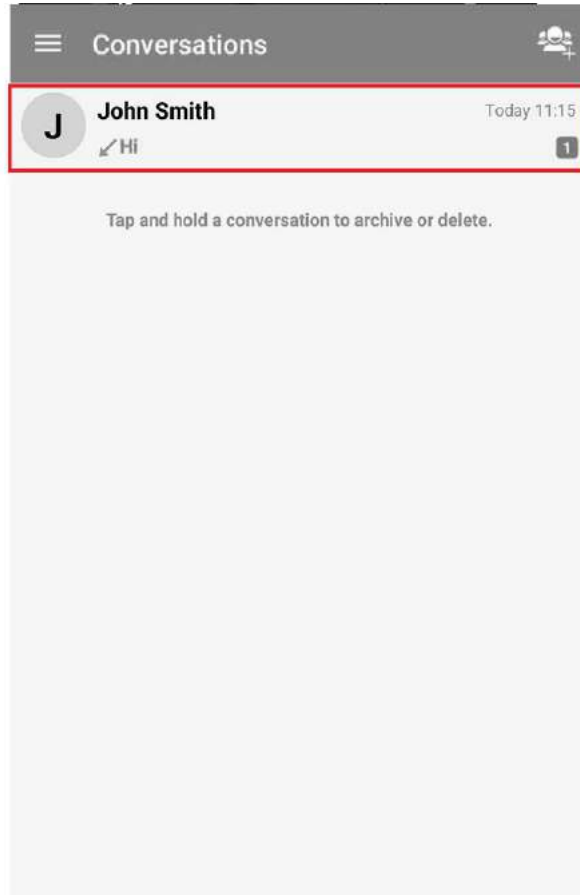 Conversations
J
John Smith
Today 11:15
Hi
1
Tap and hold a conversation to archive or delete.